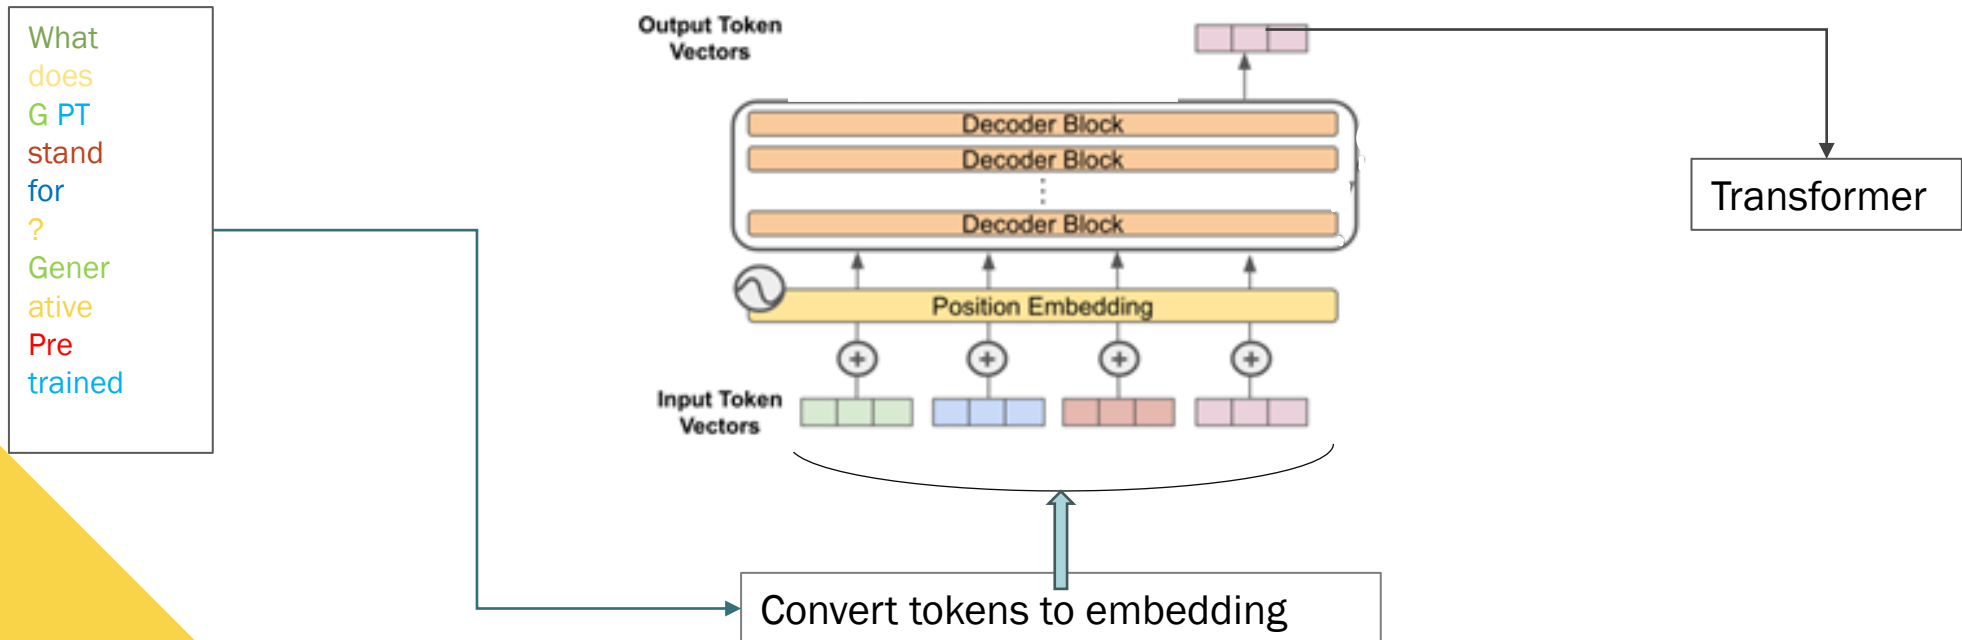 What
does
G PT
stand
for
?
Gener
ative
Pre
trained
Output Token
Vectors
Decoder Block
Decoder Block
Decoder Block
Position Embedding
Input Token
Vectors
Transformer
Convert tokens to embedding